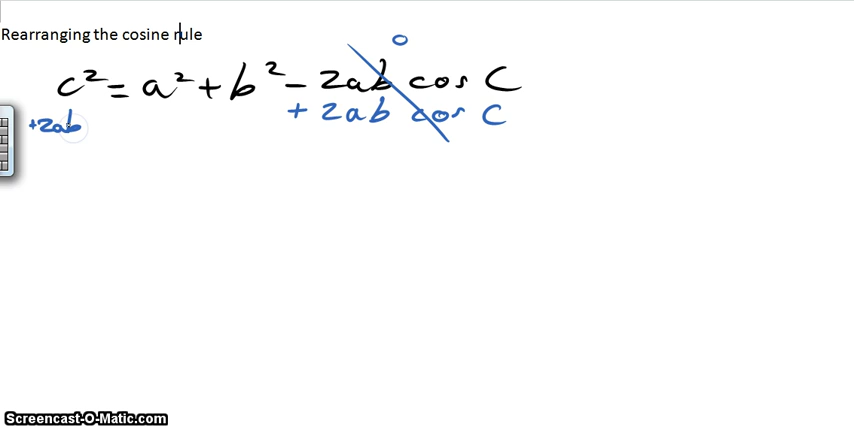 Rearranging the cosine rule
0
c² = a² + b² - 2ab cos C
+2ab + 2ab cos C
Screencast-O-Matic.com